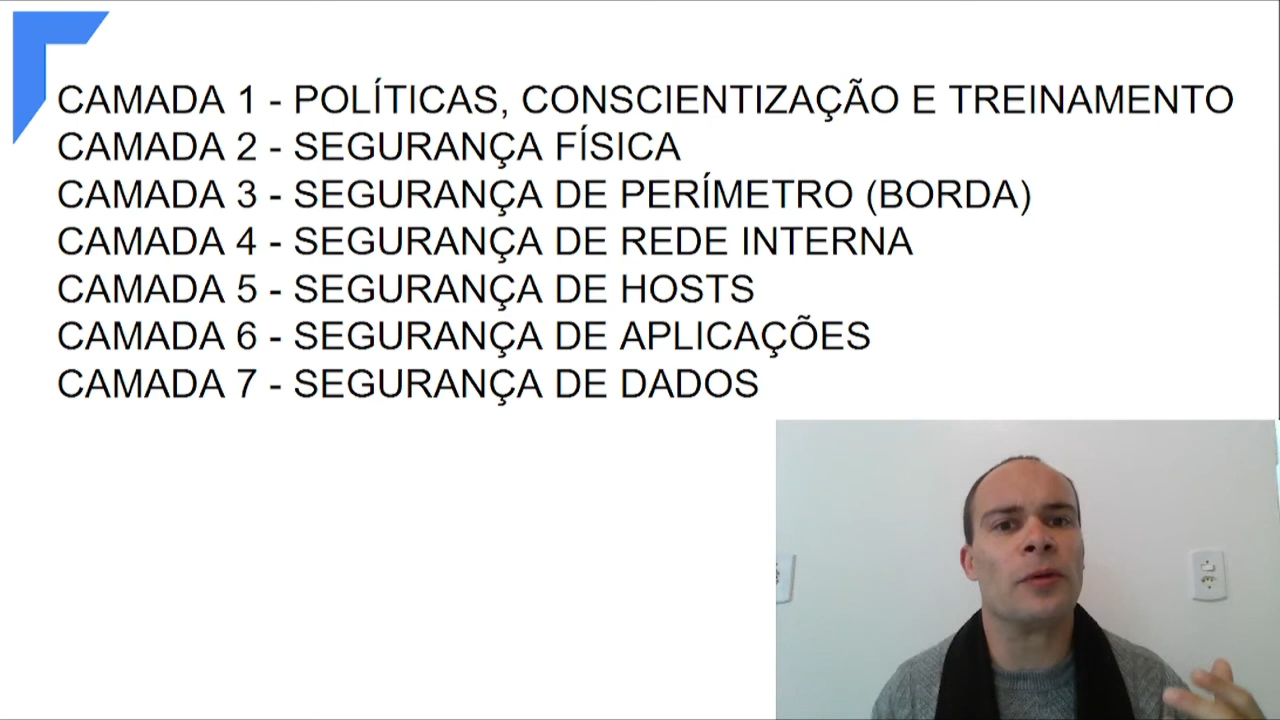 CAMADA 1 - POLÍTICAS, CONSCIENTIZAÇÃO E TREINAMENTO
CAMADA 2 - SEGURANÇA FÍSICA
CAMADA 3 - SEGURANÇA DE PERÍMETRO (BORDA)
CAMADA 4 - SEGURANÇA DE REDE INTERNA
CAMADA 5 - SEGURANÇA DE HOSTS
CAMADA 6 - SEGURANÇA DE APLICAÇÕES
CAMADA 7 - SEGURANÇA DE DADOS